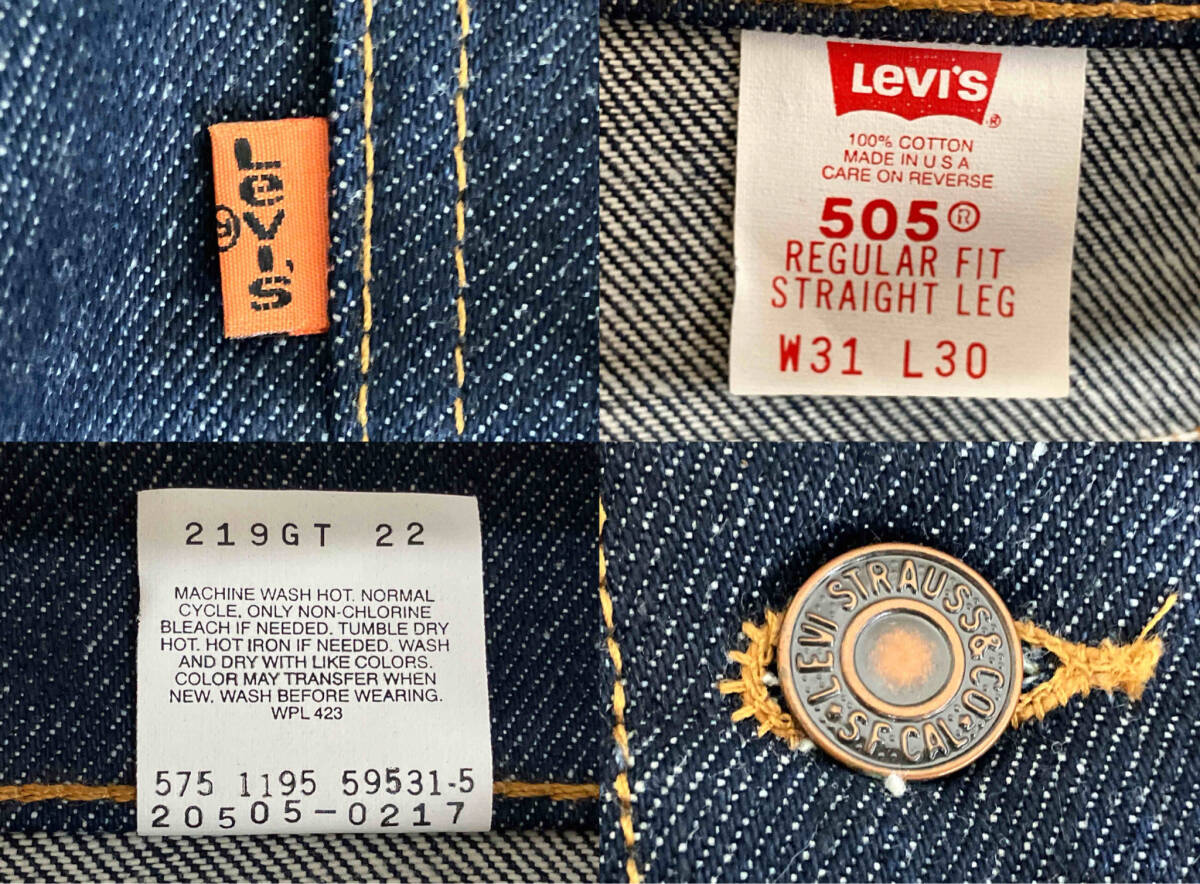 LEVI'S
®
LEVI'S
®
100% COTTON
MADE IN U S A
CARE ON REVERSE
505®
REGULAR FIT
STRAIGHT LEG
W31 L30
219GT 22
MACHINE WASH HOT. NORMAL
CYCLE, ONLY NON-CHLORINE
BLEACH IF NEEDED. TUMBLE DRY
HOT. HOT IRON IF NEEDED. WASH
AND DRY WITH LIKE COLORS.
COLOR MAY TRANSFER WHEN
NEW. WASH BEFORE WEARING.
WPL 423
575 1195 59531-5
20505-0217
LEVI STRAUSS & CO
S.F. CAL.